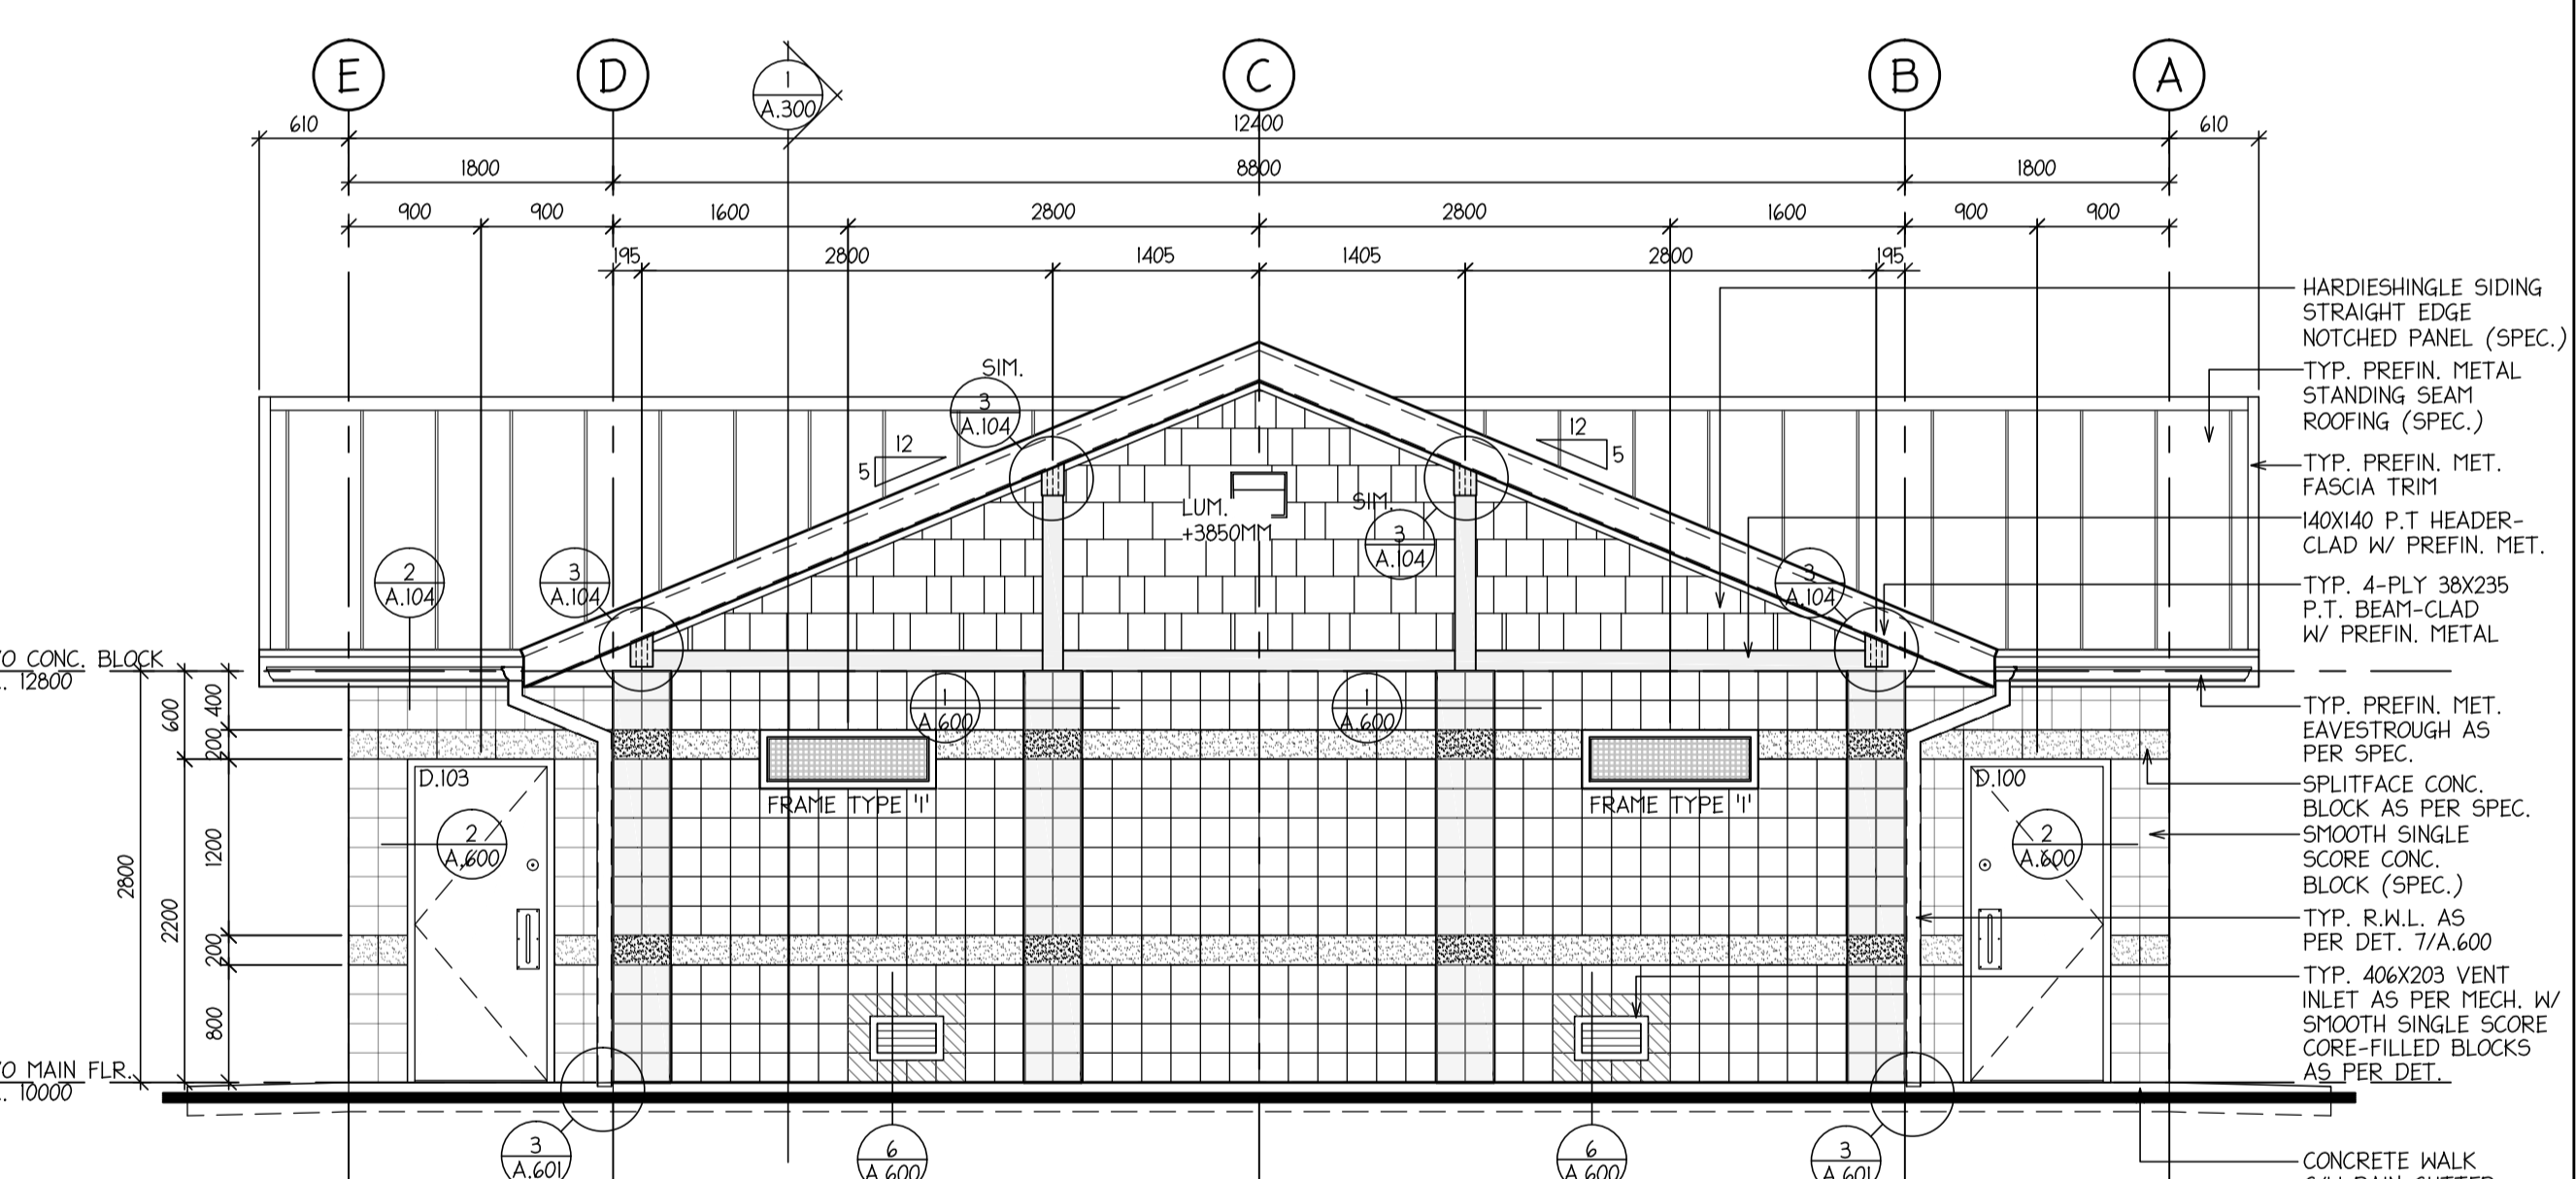 E
D
1
A.300
C
B
A
610
12400
610
1800
8800
1800
900
900
1600
2800
2800
1600
900
900
195
2800
1405
1405
2800
195
HARDIESHINGLE SIDING
STRAIGHT EDGE
NOTCHED PANEL (SPEC.)
TYP. PREFIN. METAL
STANDING SEAM
ROOFING (SPEC.)
TYP. PREFIN. MET.
FASCIA TRIM
140X140 P.T HEADER-
CLAD W/ PREFIN. MET.
TYP. 4-PLY 38X235
P.T. BEAM-CLAD
W/ PREFIN. METAL
TYP. PREFIN. MET.
EAVESTROUGH AS
PER SPEC.
SPLITFACE CONC.
BLOCK AS PER SPEC.
SMOOTH SINGLE
SCORE CONC.
BLOCK (SPEC.)
TYP. R.W.L. AS
PER DET. 7/A.600
TYP. 406X203 VENT
INLET AS PER MECH. W/
SMOOTH SINGLE SCORE
CORE-FILLED BLOCKS
AS PER DET.
CONCRETE WALK
SIM.
3
A.104
12
5
12
5
LUM.
+3850MM
SIM.
3
A.104
2
A.104
3
A.104
3
A.104
O CONC. BLOCK
12800
600
400
200
1
A.600
1
A.600
D.103
FRAME TYPE '1'
FRAME TYPE '1'
D.100
2
A.600
2
A.600
2800
2200
1200
200
800
O MAIN FLR.
10000
3
A.601
6
A.600
6
A.600
3
A.601